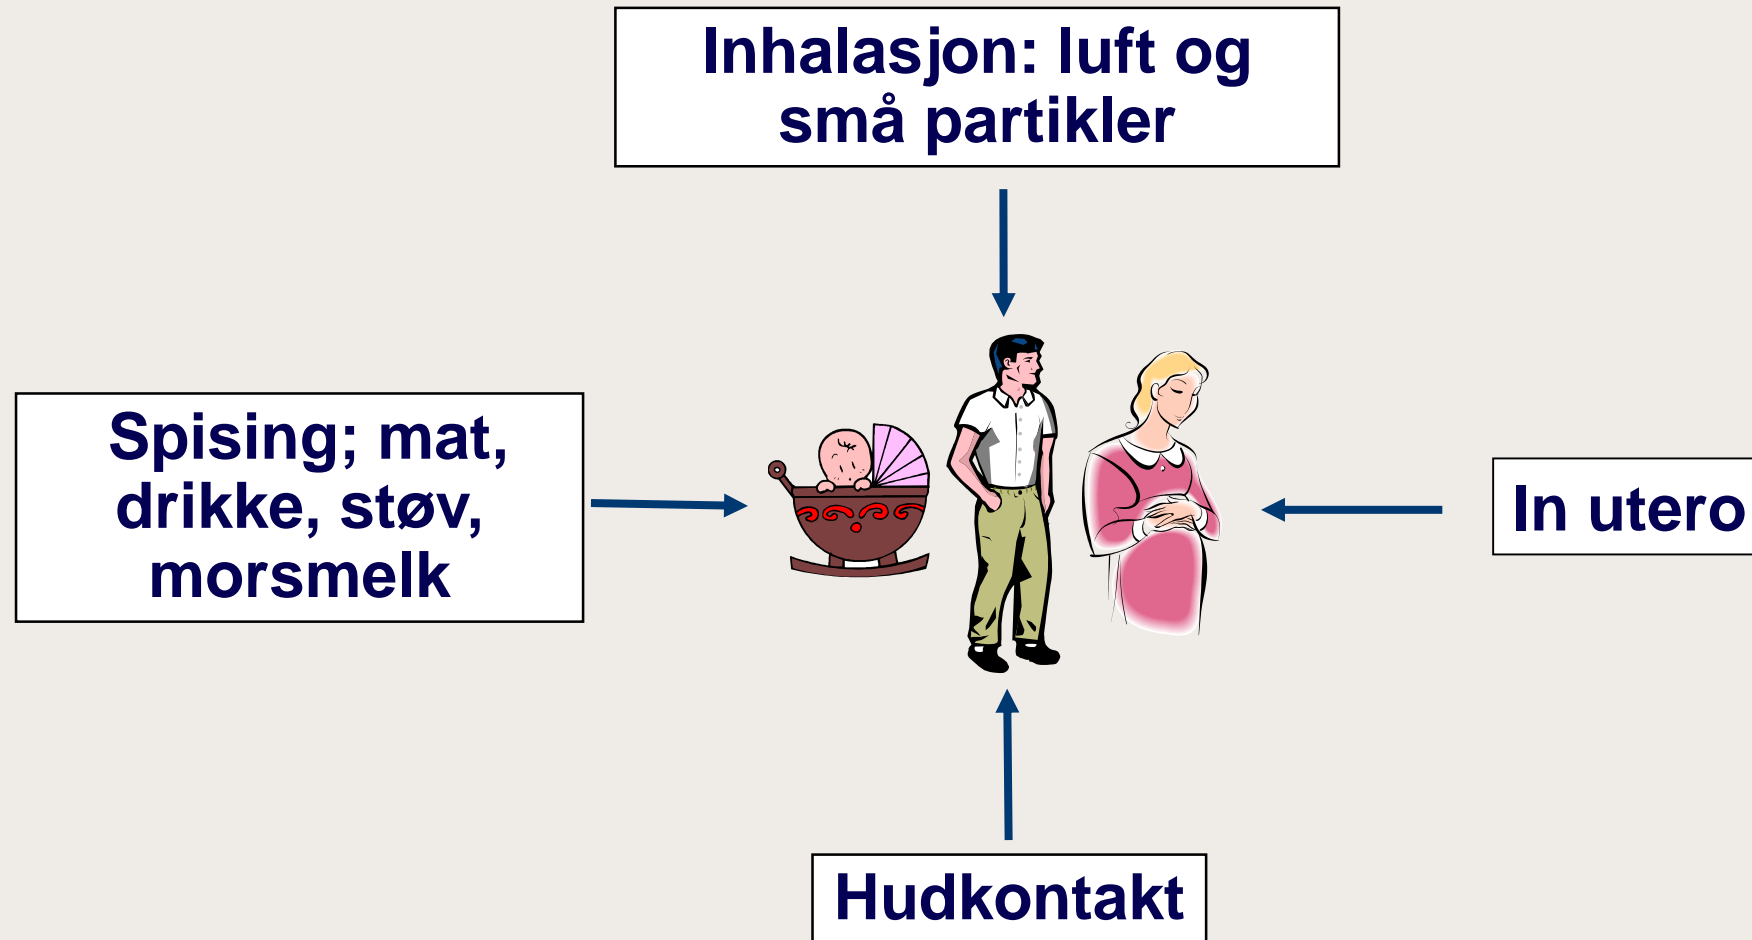 Inhalasjon: luft og
små partikler
Spising; mat,
drikke, støv,
morsmelk
In utero
Hudkontakt